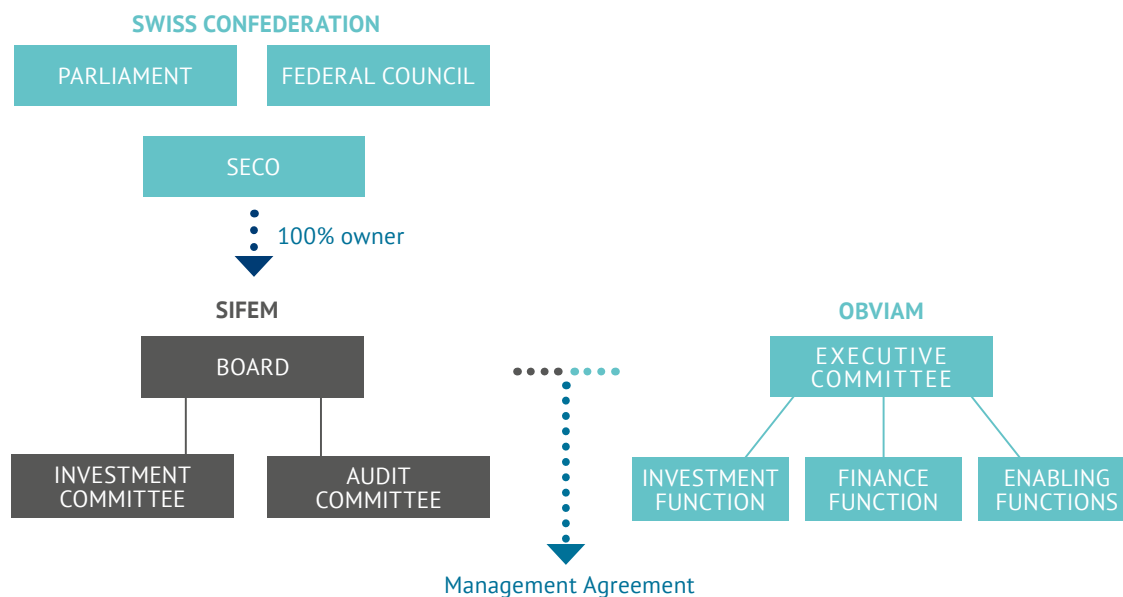 SWISS CONFEDERATION
PARLIAMENT
FEDERAL COUNCIL
SECO
100% owner
SIFEM
BOARD
INVESTMENT
COMMITTEE
AUDIT
COMMITTEE
OBVIAM
EXECUTIVE
COMMITTEE
INVESTMENT
FUNCTION
FINANCE
FUNCTION
ENABLING
FUNCTIONS
Management Agreement